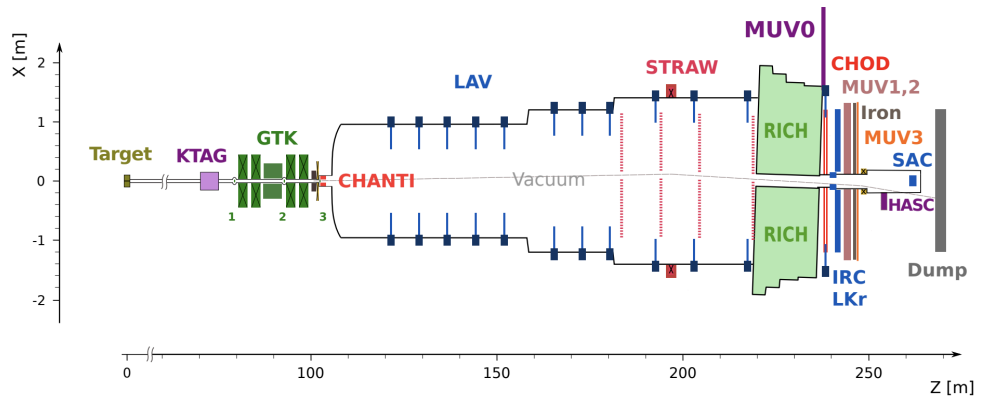 MUV0
X [m]
2
1
0
-1
-2
CHOD
STRAW
LAV
MUV1,2
Iron
RICH
MUV3
GTK
Target
KTAG
SAC
CHANTI
Vacuum
HASC
1
2
3
RICH
Dump
IRC
LKr
0
100
150
200
250
Z [m]